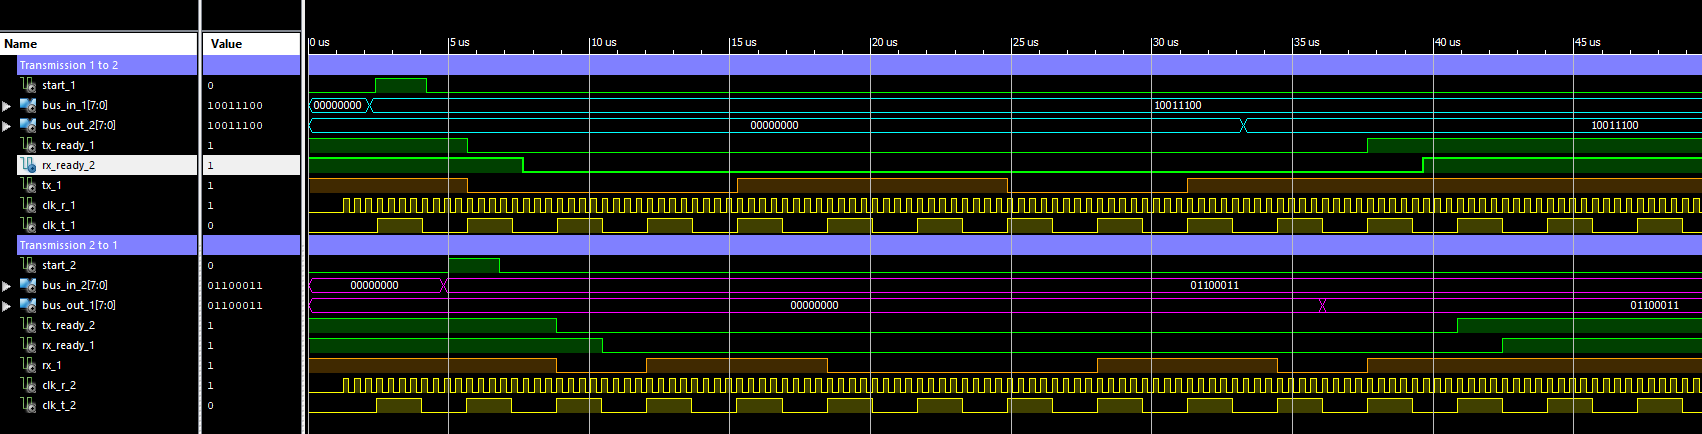 Name Value 0 us 5 us 10 us 15 us 20 us 25 us 30 us 35 us 40 us 45 us
Transmission 1 to 2
start_1 0
bus_in_1[7:0] 10011100 00000000 10011100
bus_out_2[7:0] 10011100 00000000 10011100
tx_ready_1 1
rx_ready_2 1
tx_1 1
clk_r_1 1
clk_t_1 0
Transmission 2 to 1
start_2 0
bus_in_2[7:0] 01100011 00000000 01100011
bus_out_1[7:0] 01100011 00000000 01100011
tx_ready_2 1
rx_ready_1 1
rx_1 1
clk_r_2 1
clk_t_2 0